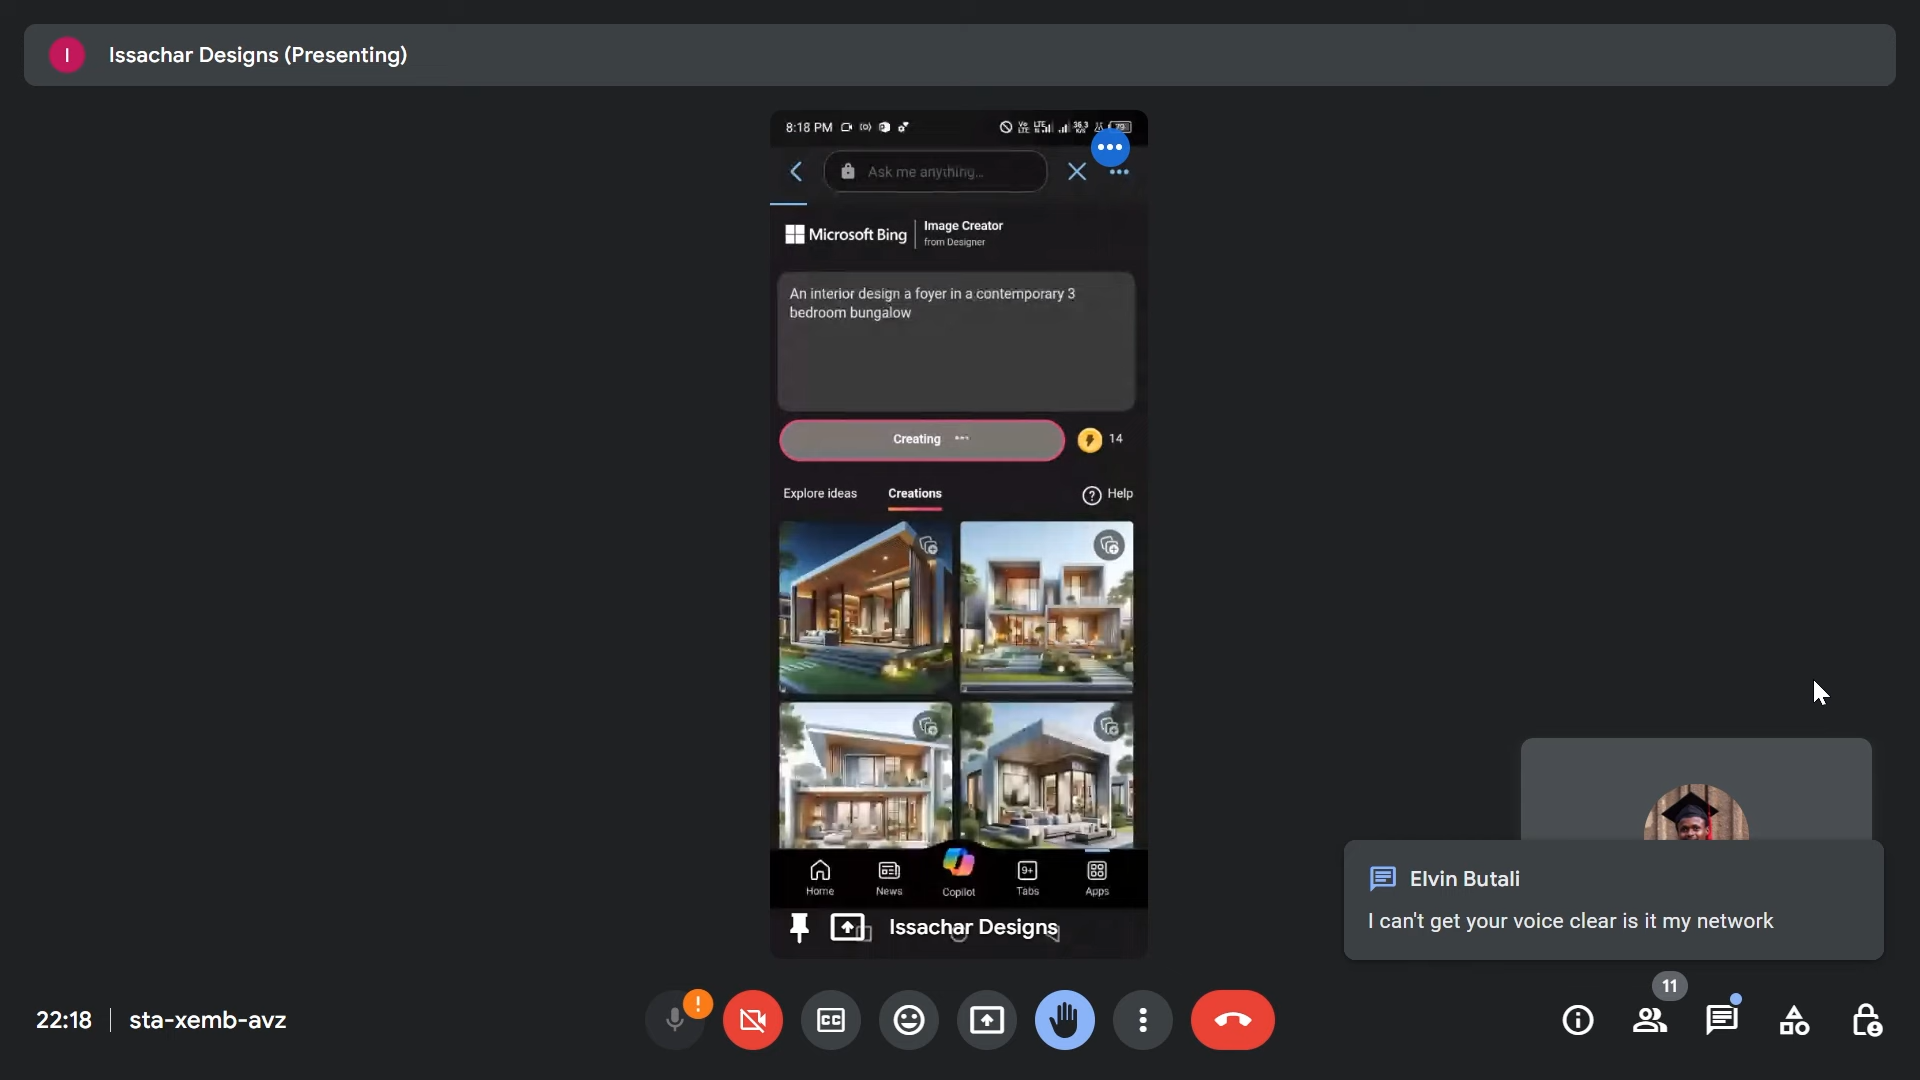 I Issachar Designs (Presenting)
8:18 PM
Ask me anything...
Microsoft Bing
Image Creator
from Designer
An interior design a foyer in a contemporary 3
bedroom bungalow
Creating
14
Explore ideas
Creations
Help
Home
News
Copilot
9+
Tabs
Apps
Issachar Designs
Elvin Butali
I can't get your voice clear is it my network
22:18
sta-xemb-avz
CC
11